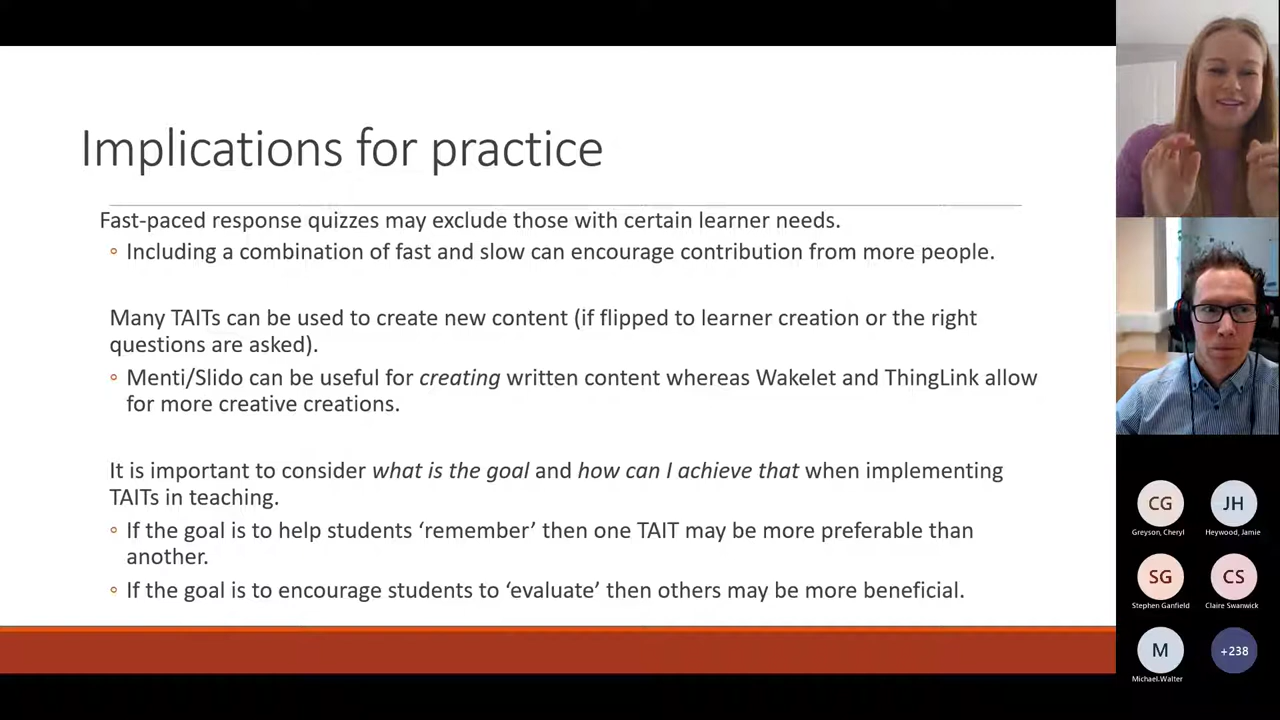 Implications for practice
Fast-paced response quizzes may exclude those with certain learner needs.
◦ Including a combination of fast and slow can encourage contribution from more people.
Many TAITs can be used to create new content (if flipped to learner creation or the right
questions are asked).
◦ Menti/Slido can be useful for creating written content whereas Wakelet and ThingLink allow
for more creative creations.
It is important to consider what is the goal and how can I achieve that when implementing
TAITs in teaching.
◦ If the goal is to help students ‘remember’ then one TAIT may be more preferable than
another.
◦ If the goal is to encourage students to ‘evaluate’ then others may be more beneficial.
CG
JH
Greyson, Cheryl
Heywood, Jamie
SG
CS
Stephen Ganfield
Claire Swanwick
M
+238
Michael.Walter